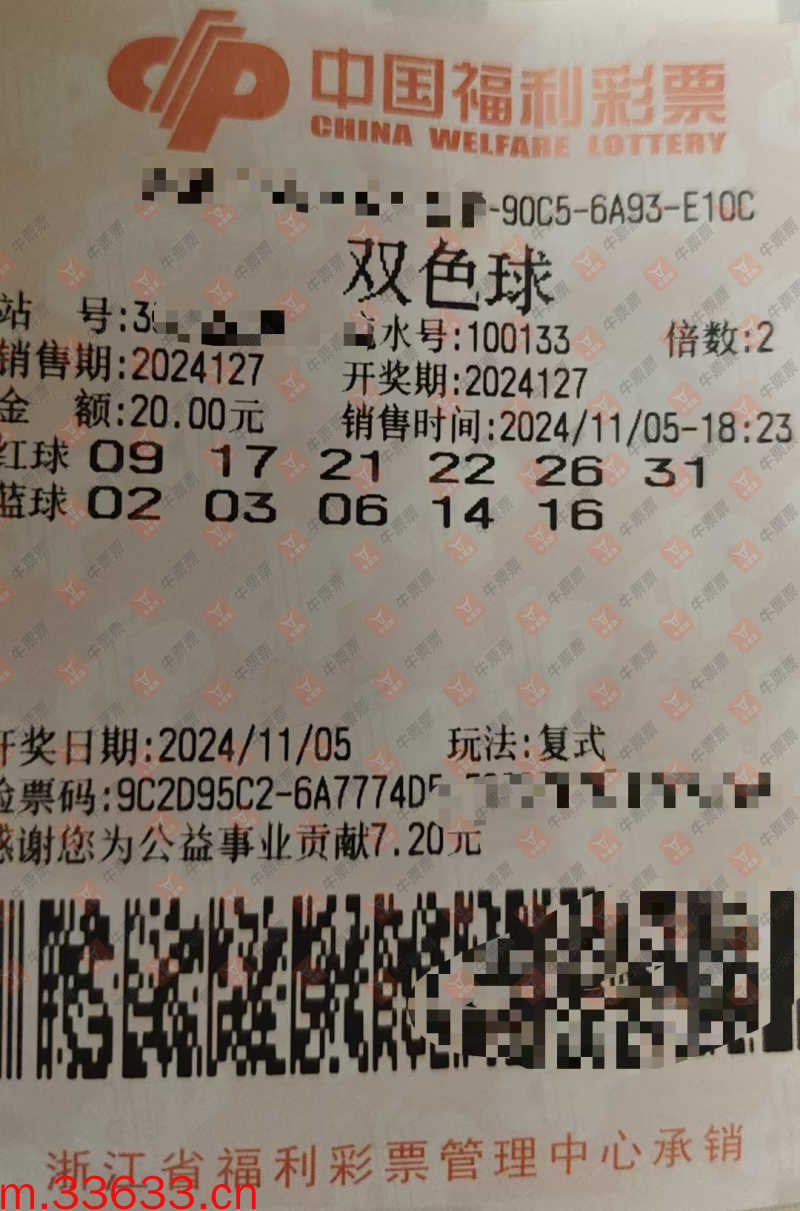 中国福利彩票
CHINA WELFARE LOTTERY
-90C5-6A93-E10C
双色球
站 号:3
水号:100133 倍数:2
销售期:2024127 开奖期:2024127
金 额:20.00元 销售时间:2024/11/05-18:23
红球 09 17 21 22 26 31
蓝球 02 03 06 14 16
开奖日期:2024/11/05 玩法:复式
验票码:9C2D95C2-6A7774D
感谢您为公益事业贡献7.20元
浙江省福利彩票管理中心承销
m.33633.cn
牛票票